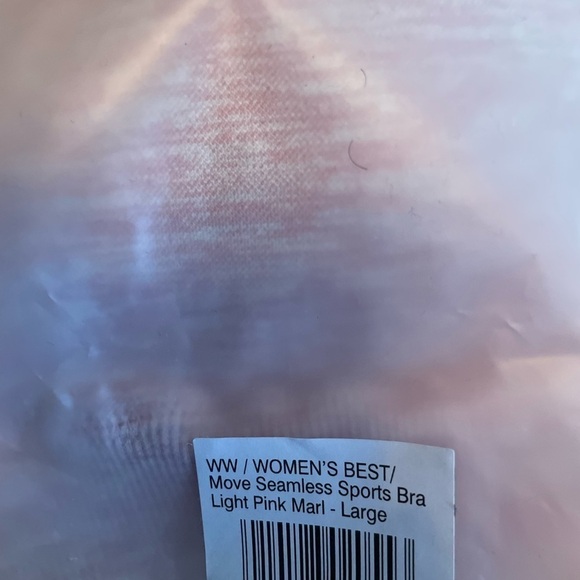 WW / WOMEN'S BEST/
Move Seamless Sports Bra
Light Pink Marl - Large